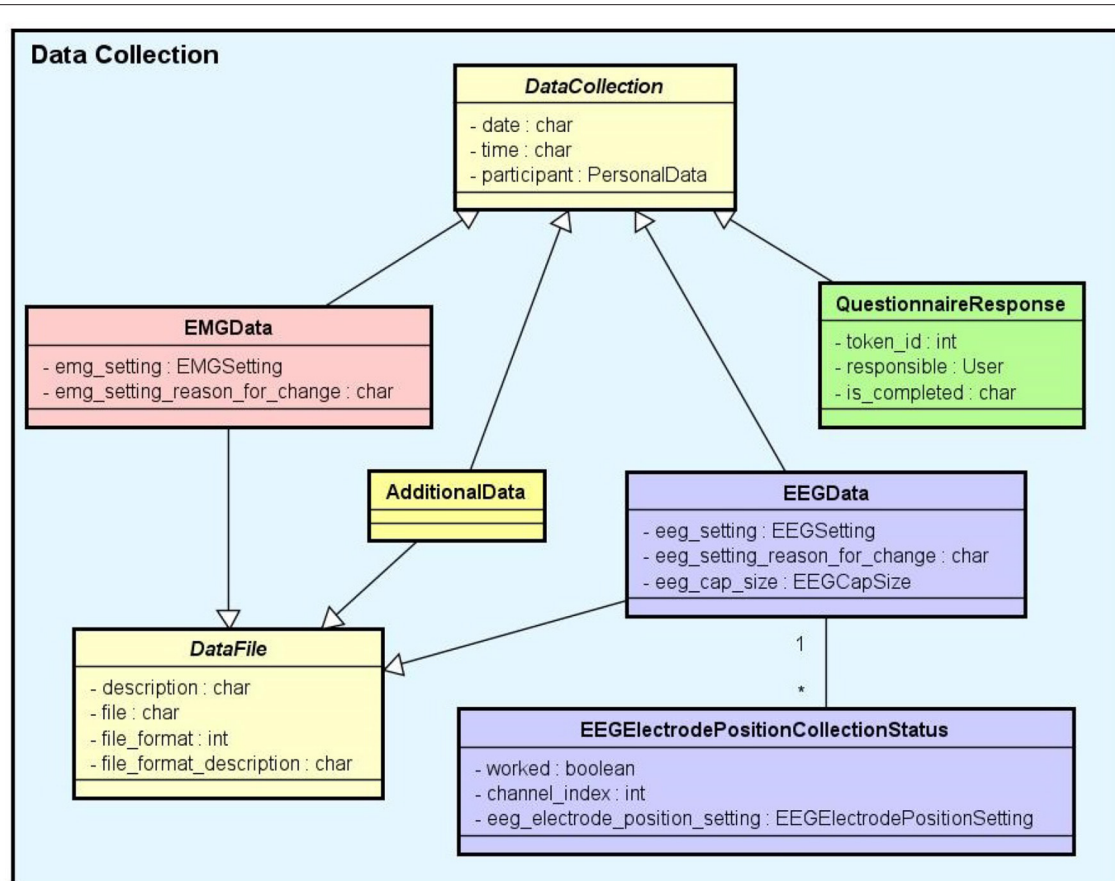 Data Collection
DataCollection
- date : char
- time : char
- participant : PersonalData
EMGData
- emg_setting : EMGSetting
- emg_setting_reason_for_change : char
QuestionnaireResponse
- token_id : int
- responsible : User
- is_completed : char
AdditionalData
EEGData
- eeg_setting : EEGSetting
- eeg_setting_reason_for_change : char
- eeg_cap_size : EEGCapSize
DataFile
- description : char
- file : char
- file_format : int
- file_format_description : char
1
*
EEGElectrodePositionCollectionStatus
- worked : boolean
- channel_index : int
- eeg_electrode_position_setting : EEGElectrodePositionSetting